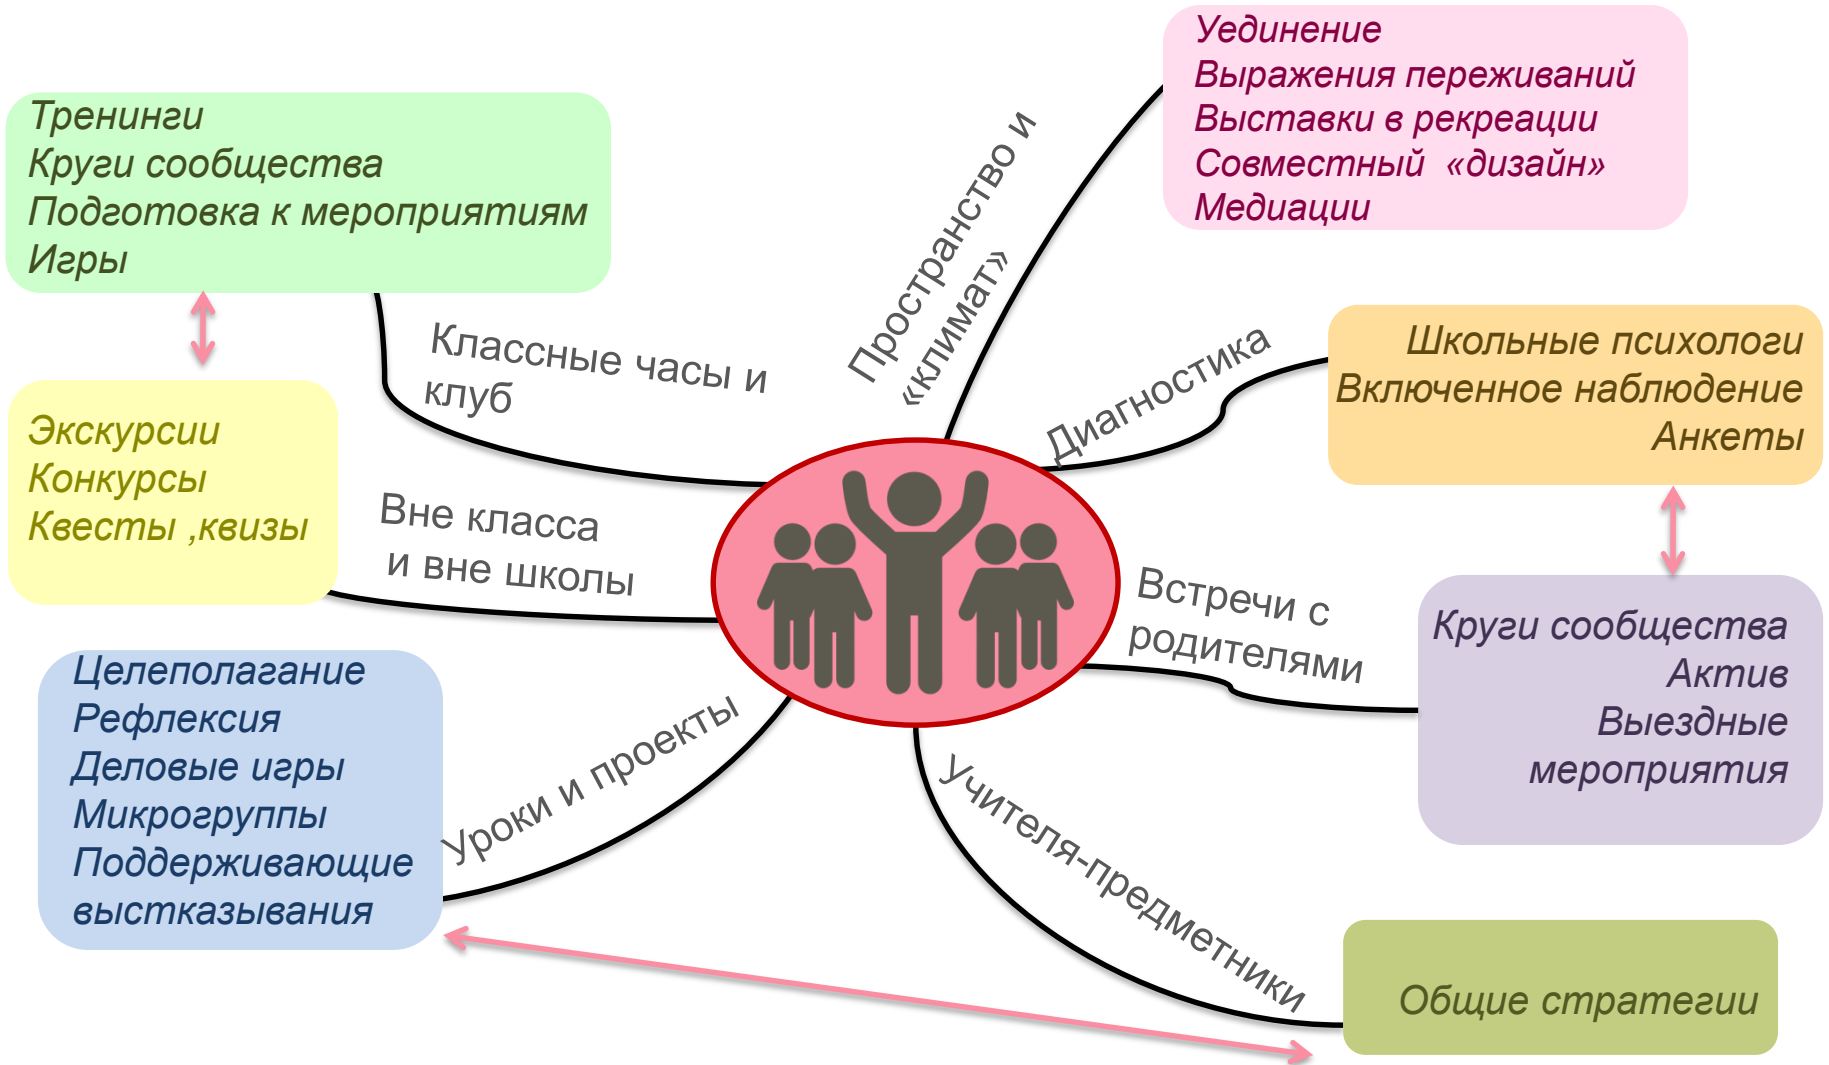 Тренинги
Круги сообщества
Подготовка к мероприятиям
Игры
Классные часы и
клуб
Экскурсии
Конкурсы
Квесты ,квизы
Вне класса
и вне школы
Целеполагание
Рефлексия
Деловые игры
Микрогруппы
Поддерживающие
выстказывания
Уроки и проекты
Уединение
Выражения переживаний
Выставки в рекреации
Совместный «дизайн»
Медиации
Пространство и
«климат»
Школьные психологи
Включенное наблюдение
Анкеты
Диагностика
Круги сообщества
Актив
Выездные
мероприятия
Встречи с
родителями
Общие стратегии
Учителя-предметники